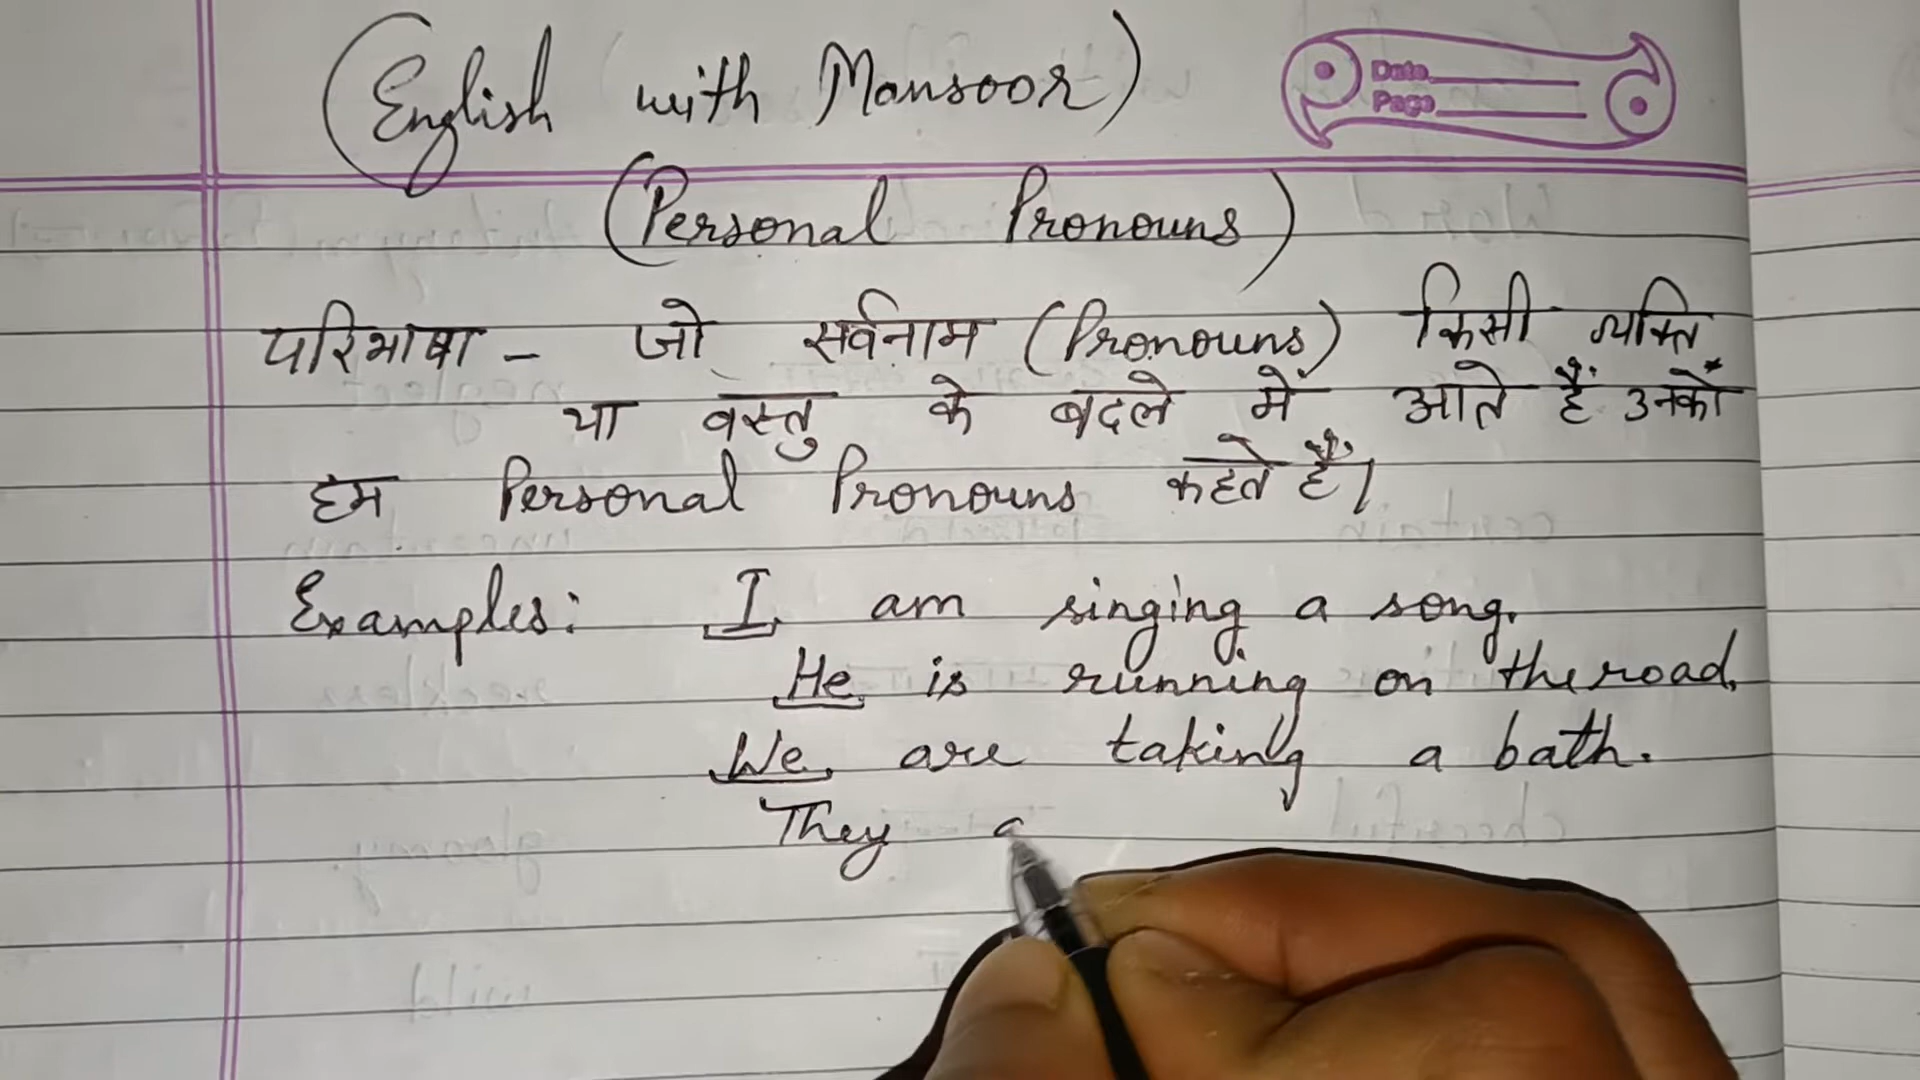 (English with Mansoor)
Date
Page
(Personal Pronouns)
परिभाषा - जो सर्वनाम (Pronouns) किसी व्यक्ति
या वस्तु के बदले में आते हैं उनको
हम Personal Pronouns कहते हैं।
Examples: I am singing a song.
He is running on the road.
We are taking a bath.
They a